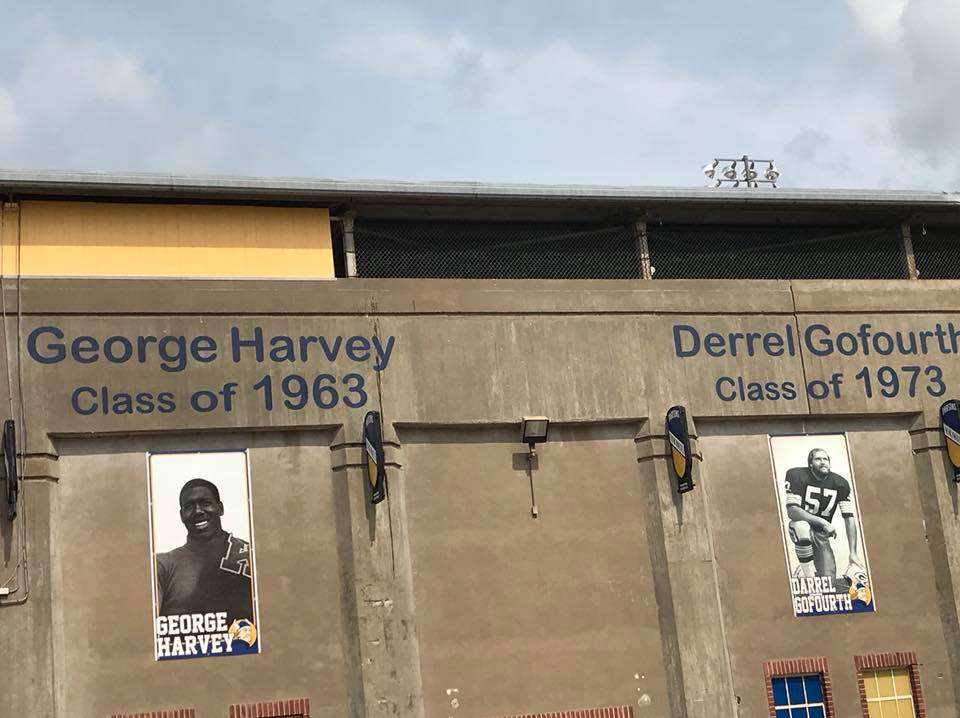 George Harvey
Class of 1963
Derrel Gofourth
Class of 1973
57
DARREL
GOFOURTH
GEORGE
HARVEY